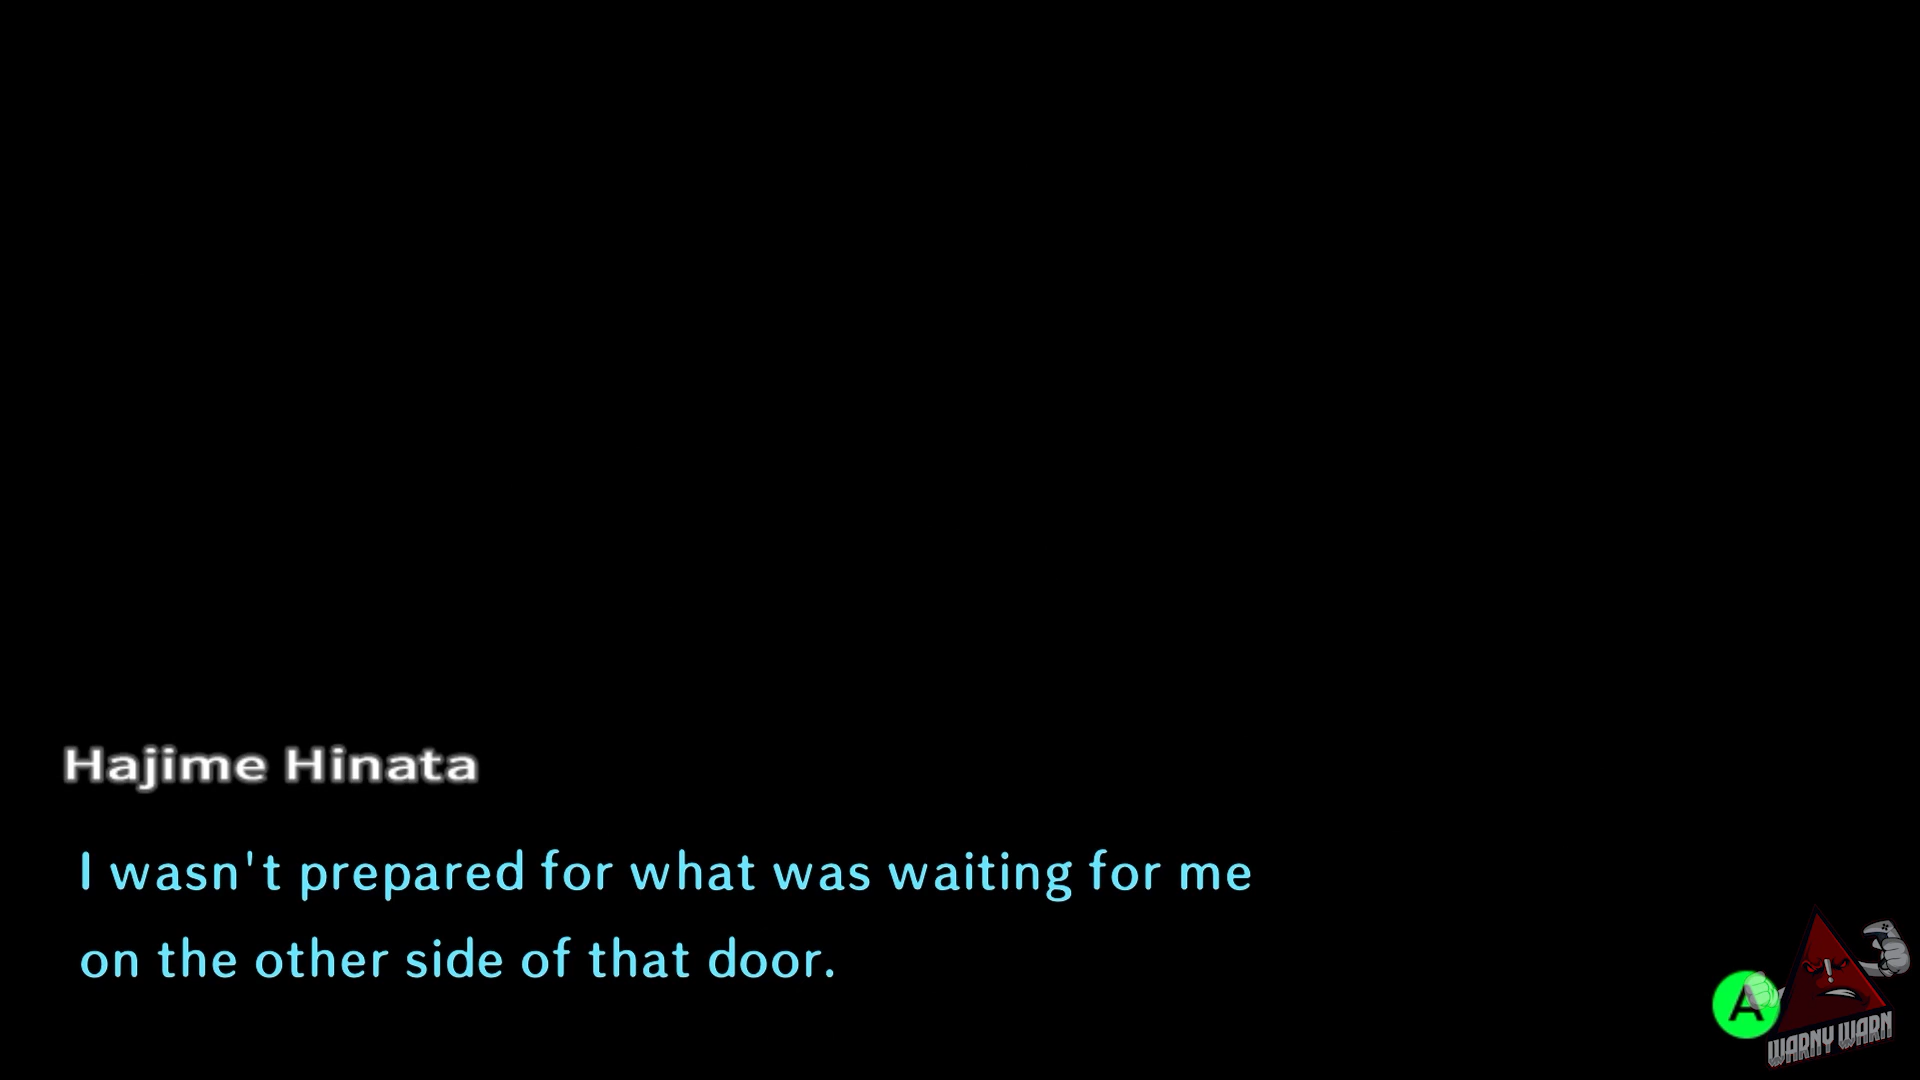 Hajime Hinata
I wasn't prepared for what was waiting for me
on the other side of that door.
A
WARNY WARN